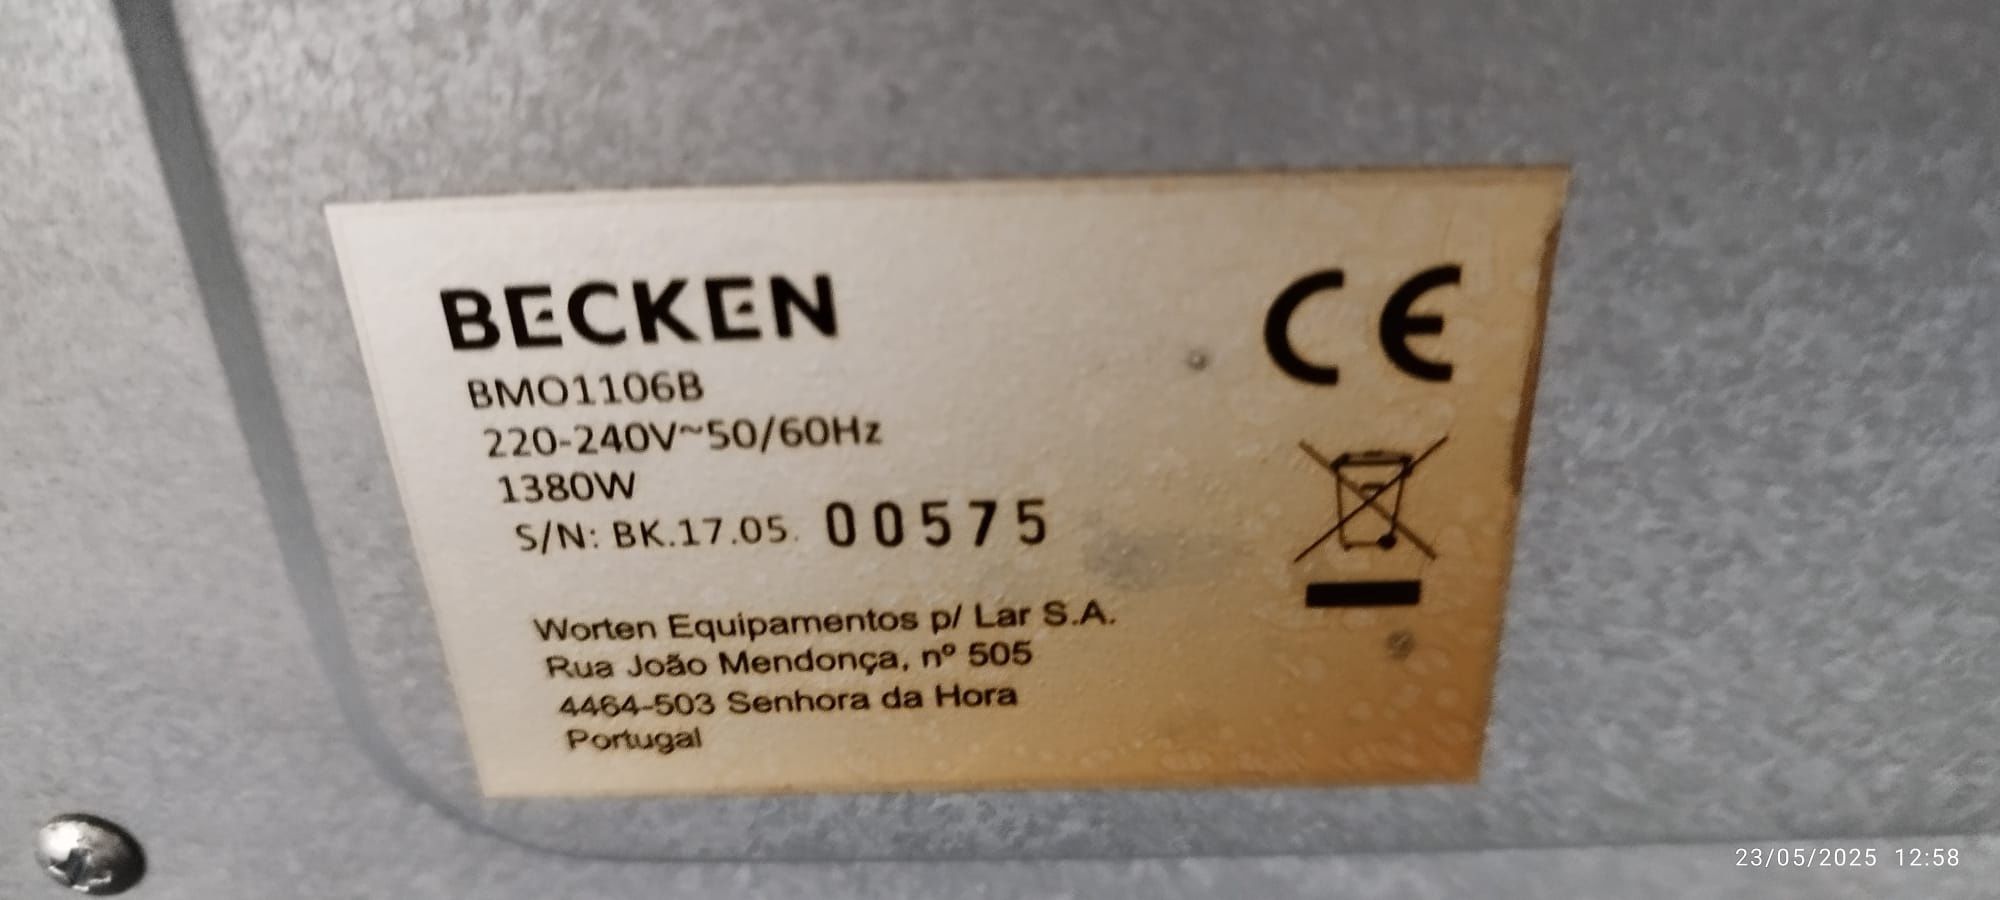 BECKEN
CE
BMO1106B
220-240V~50/60Hz
1380W
S/N: BK.17.05. 00575
Worten Equipamentos p/ Lar S.A.
Rua João Mendonça, nº 505
4464-503 Senhora da Hora
Portugal
23/05/2025 12:58